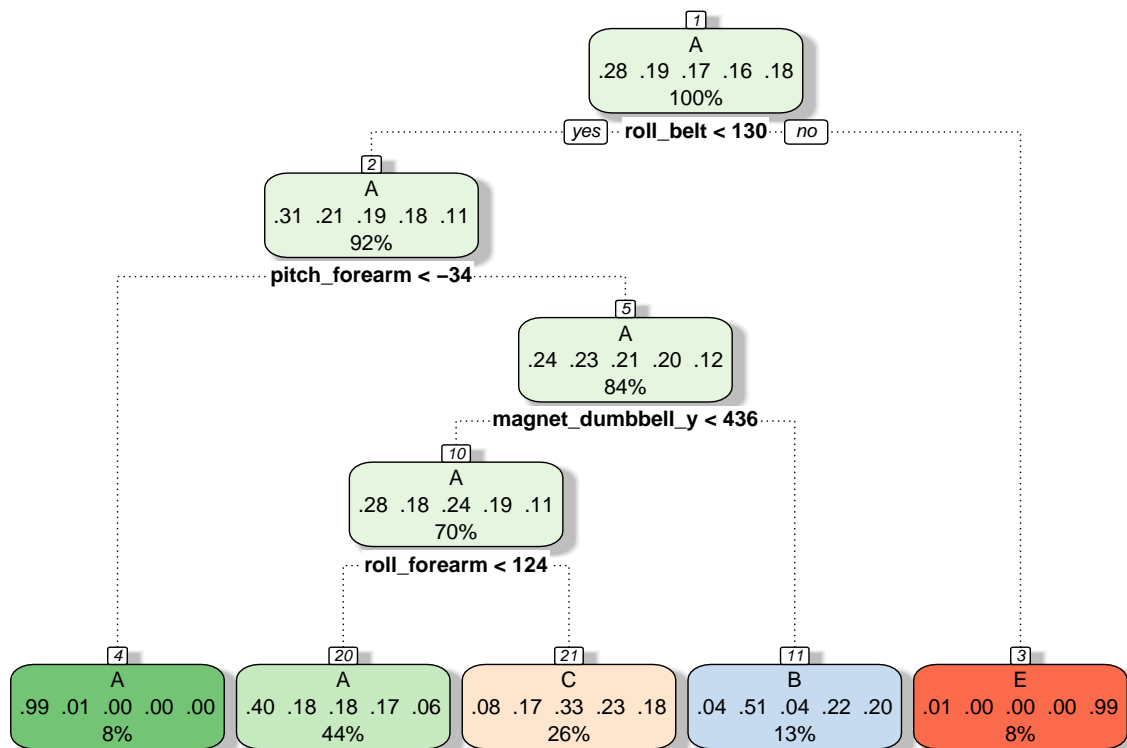 1
A
.28 .19 .17 .16 .18
100%
yes roll_belt < 130 no
2
A
.31 .21 .19 .18 .11
92%
pitch_forearm < −34
5
A
.24 .23 .21 .20 .12
84%
magnet_dumbbell_y < 436
10
A
.28 .18 .24 .19 .11
70%
roll_forearm < 124
4
A
.99 .01 .00 .00 .00
8%
20
A
.40 .18 .18 .17 .06
44%
21
C
.08 .17 .33 .23 .18
26%
11
B
.04 .51 .04 .22 .20
13%
3
E
.01 .00 .00 .00 .99
8%